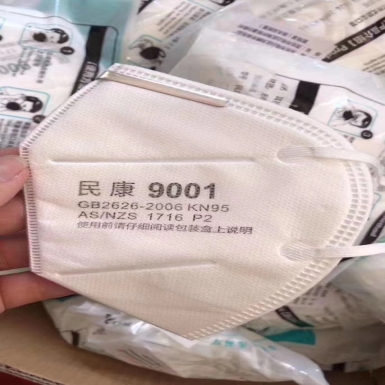 民康 9001
GB2626-2006 KN95
AS/NZS 1716 P2
使用前请仔细阅读包装盒上说明